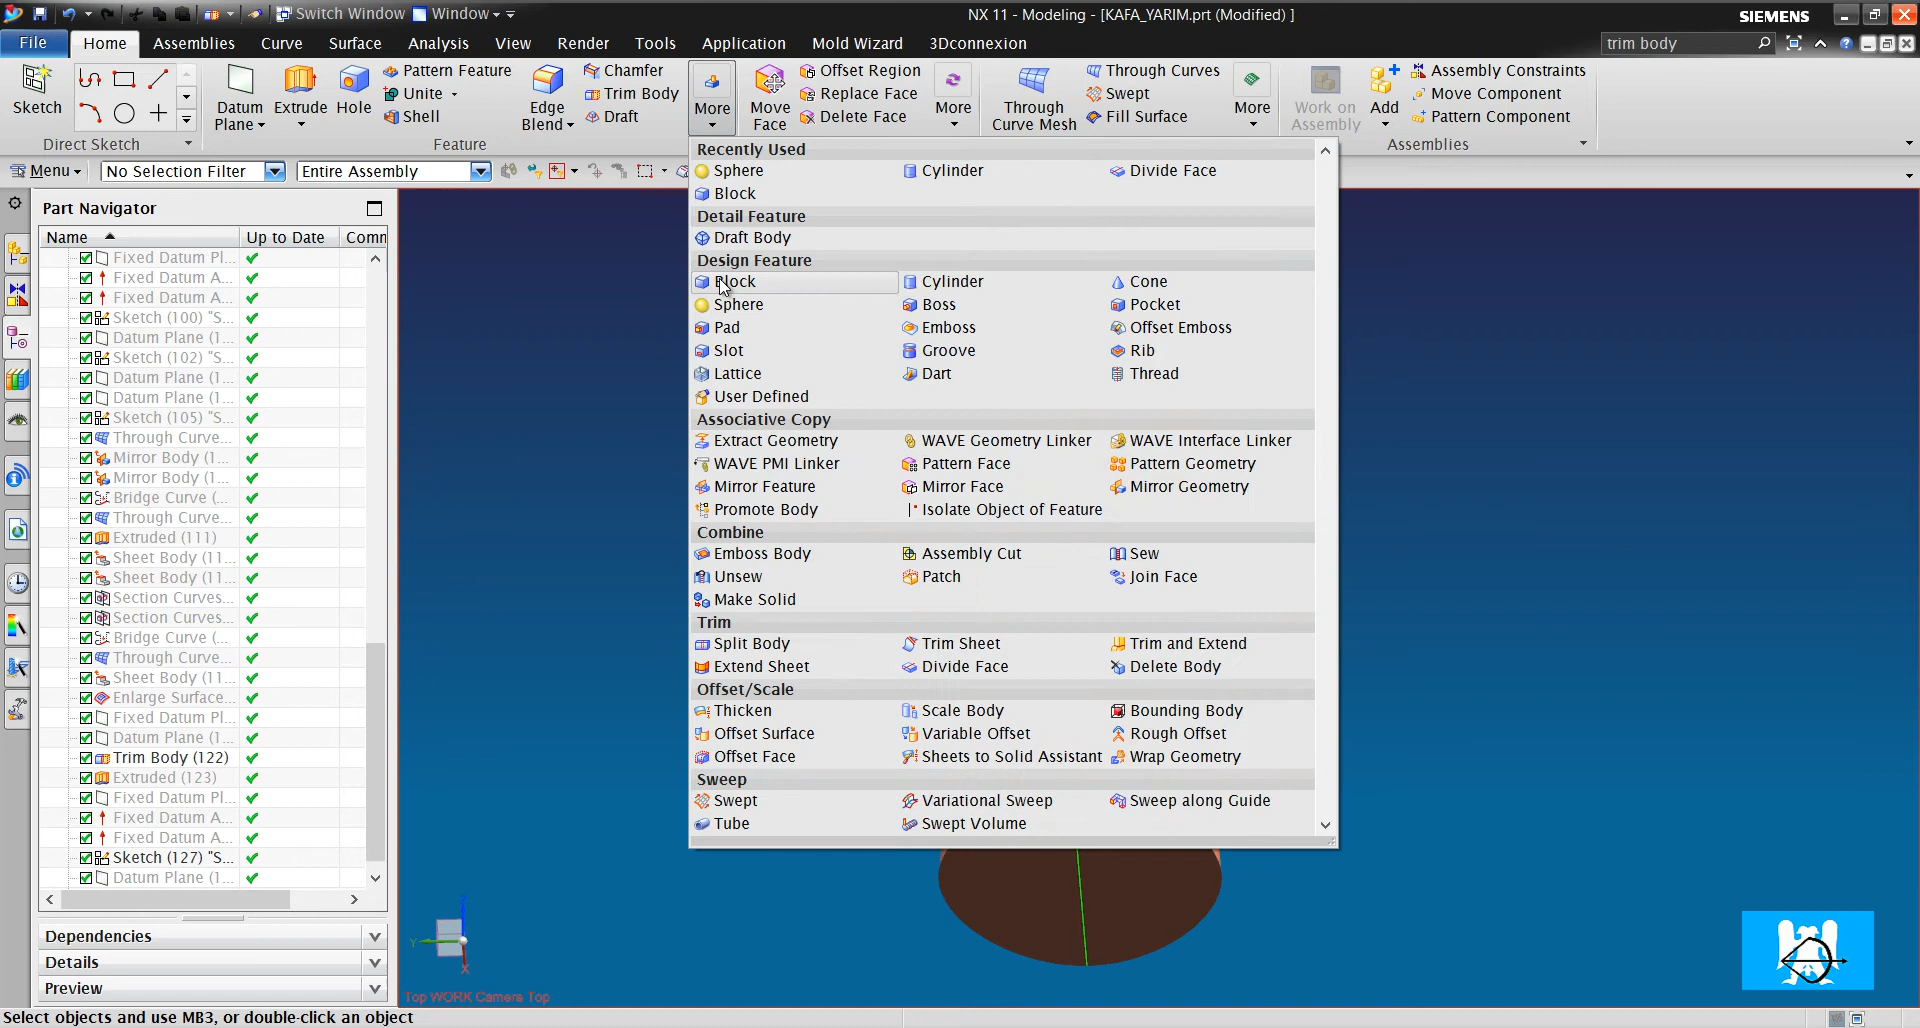 Switch Window Window
NX 11 - Modeling - [KAFA_YARIM.prt (Modified) ]
SIEMENS
File Home Assemblies Curve Surface Analysis View Render Tools Application Mold Wizard 3Dconnexion
trim body
Sketch
Direct Sketch
Datum Plane
Extrude
Hole
Pattern Feature
Unite
Shell
Edge Blend
Chamfer
Trim Body
Draft
More
Feature
Move Face
Offset Region
Replace Face
Delete Face
More
Through Curve Mesh
Through Curves
Swept
Fill Surface
More
Work on Assembly
Add
Assembly Constraints
Move Component
Pattern Component
Assemblies
Menu No Selection Filter Entire Assembly
Part Navigator
Name Up to Date Comm
Fixed Datum Pl...
Fixed Datum A...
Fixed Datum A...
Sketch (100) "S...
Datum Plane (1...
Sketch (102) "S...
Datum Plane (1...
Datum Plane (1...
Sketch (105) "S...
Through Curve...
Mirror Body (1...
Mirror Body (1...
Bridge Curve (...
Through Curve...
Extruded (111)
Sheet Body (11...
Sheet Body (11...
Section Curves...
Section Curves...
Bridge Curve (...
Through Curve...
Sheet Body (11...
Enlarge Surface...
Fixed Datum Pl...
Datum Plane (1...
Trim Body (122)
Extruded (123)
Fixed Datum Pl...
Fixed Datum A...
Fixed Datum A...
Sketch (127) "S...
Datum Plane (1...
Dependencies
Details
Preview
Recently Used
Sphere Cylinder Divide Face
Block
Detail Feature
Draft Body
Design Feature
Block Cylinder Cone
Sphere Boss Pocket
Pad Emboss Offset Emboss
Slot Groove Rib
Lattice Dart Thread
User Defined
Associative Copy
Extract Geometry WAVE Geometry Linker WAVE Interface Linker
WAVE PMI Linker Pattern Face Pattern Geometry
Mirror Feature Mirror Face Mirror Geometry
Promote Body Isolate Object of Feature
Combine
Emboss Body Assembly Cut Sew
Unsew Patch Join Face
Make Solid
Trim
Split Body Trim Sheet Trim and Extend
Extend Sheet Divide Face Delete Body
Offset/Scale
Thicken Scale Body Bounding Body
Offset Surface Variable Offset Rough Offset
Offset Face Sheets to Solid Assistant Wrap Geometry
Sweep
Swept Variational Sweep Sweep along Guide
Tube Swept Volume
Y
X
Top WORK Camera Top
Select objects and use MB3, or double-click an object